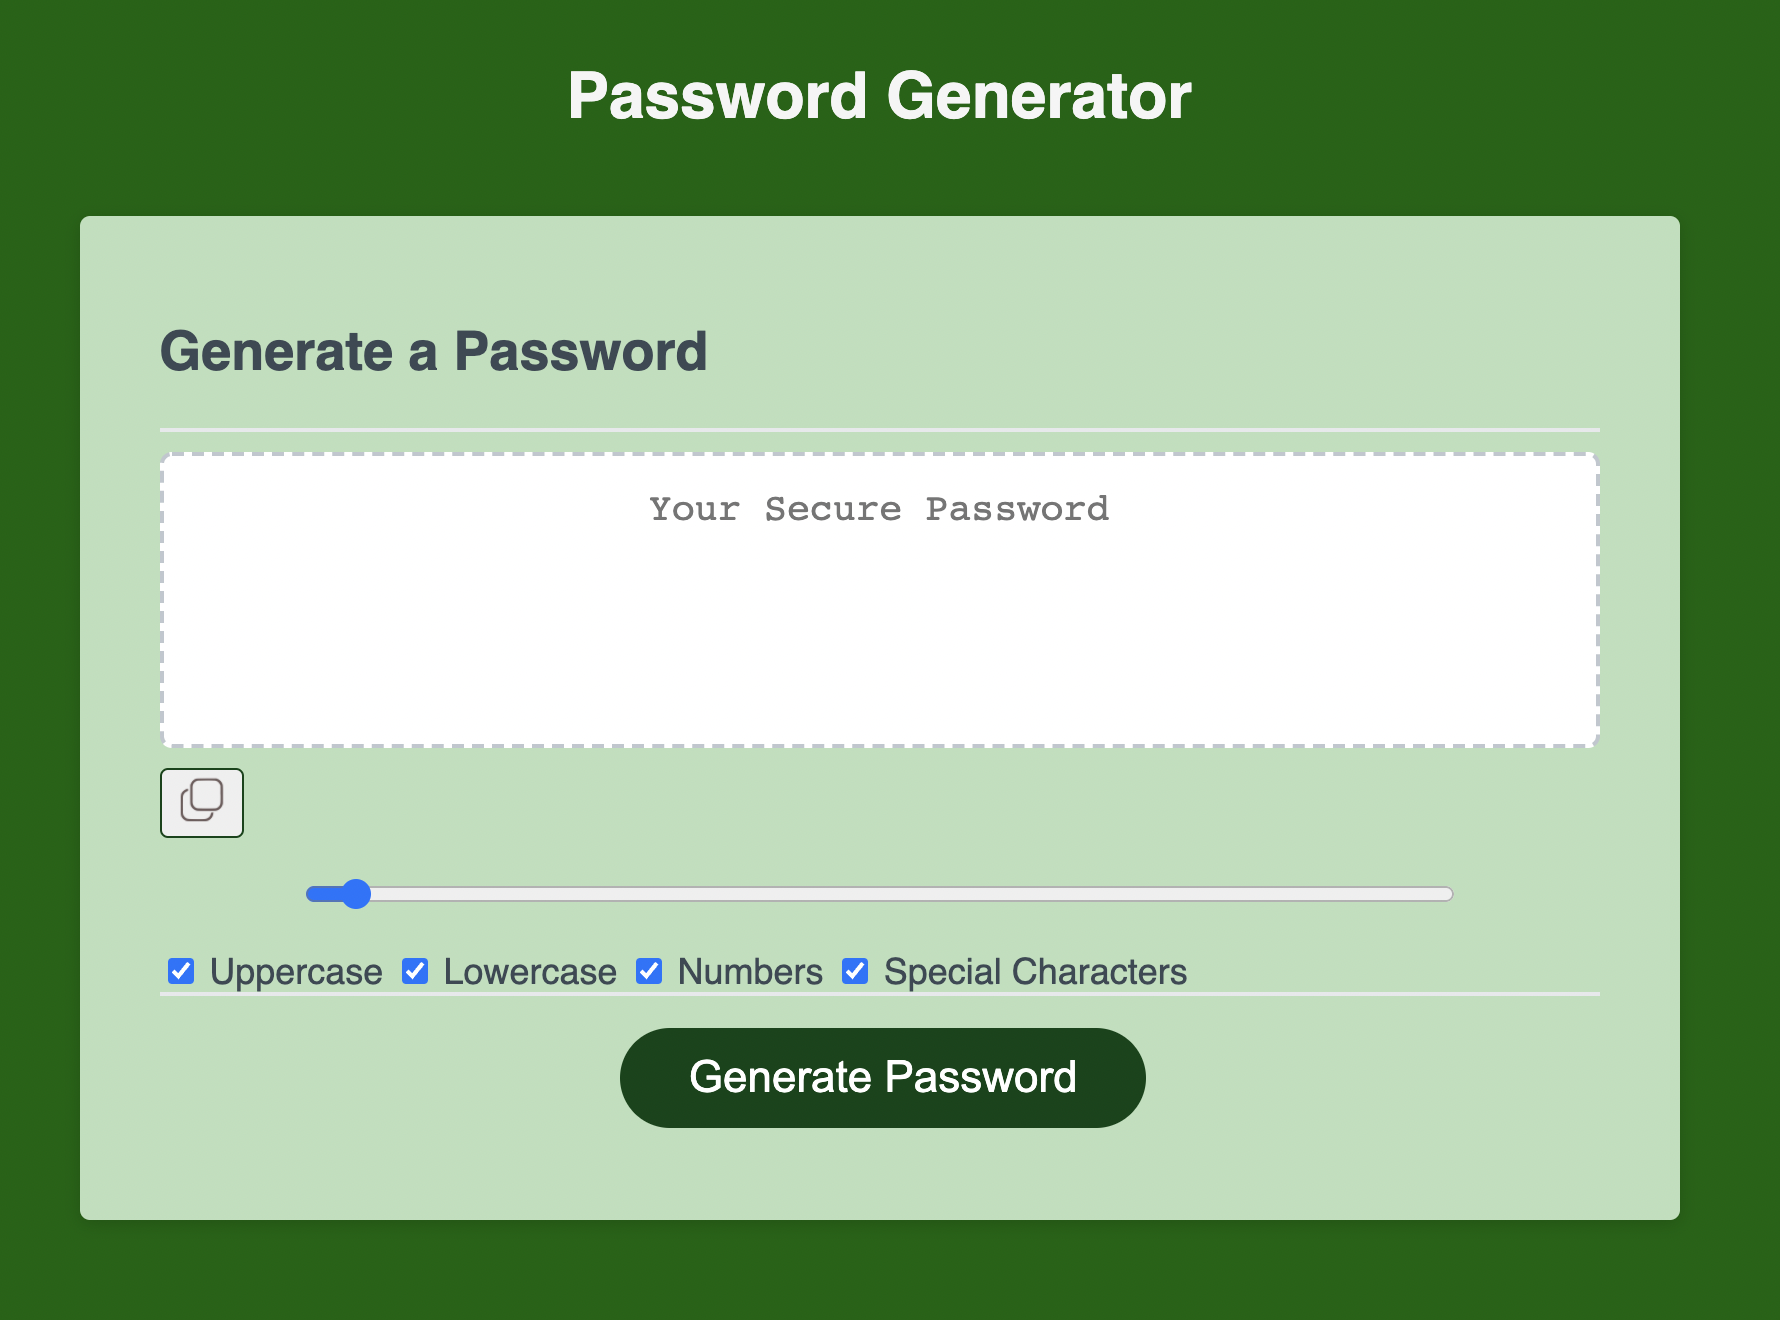 Password Generator
Generate a Password
Your Secure Password
Uppercase Lowercase Numbers Special Characters
Generate Password